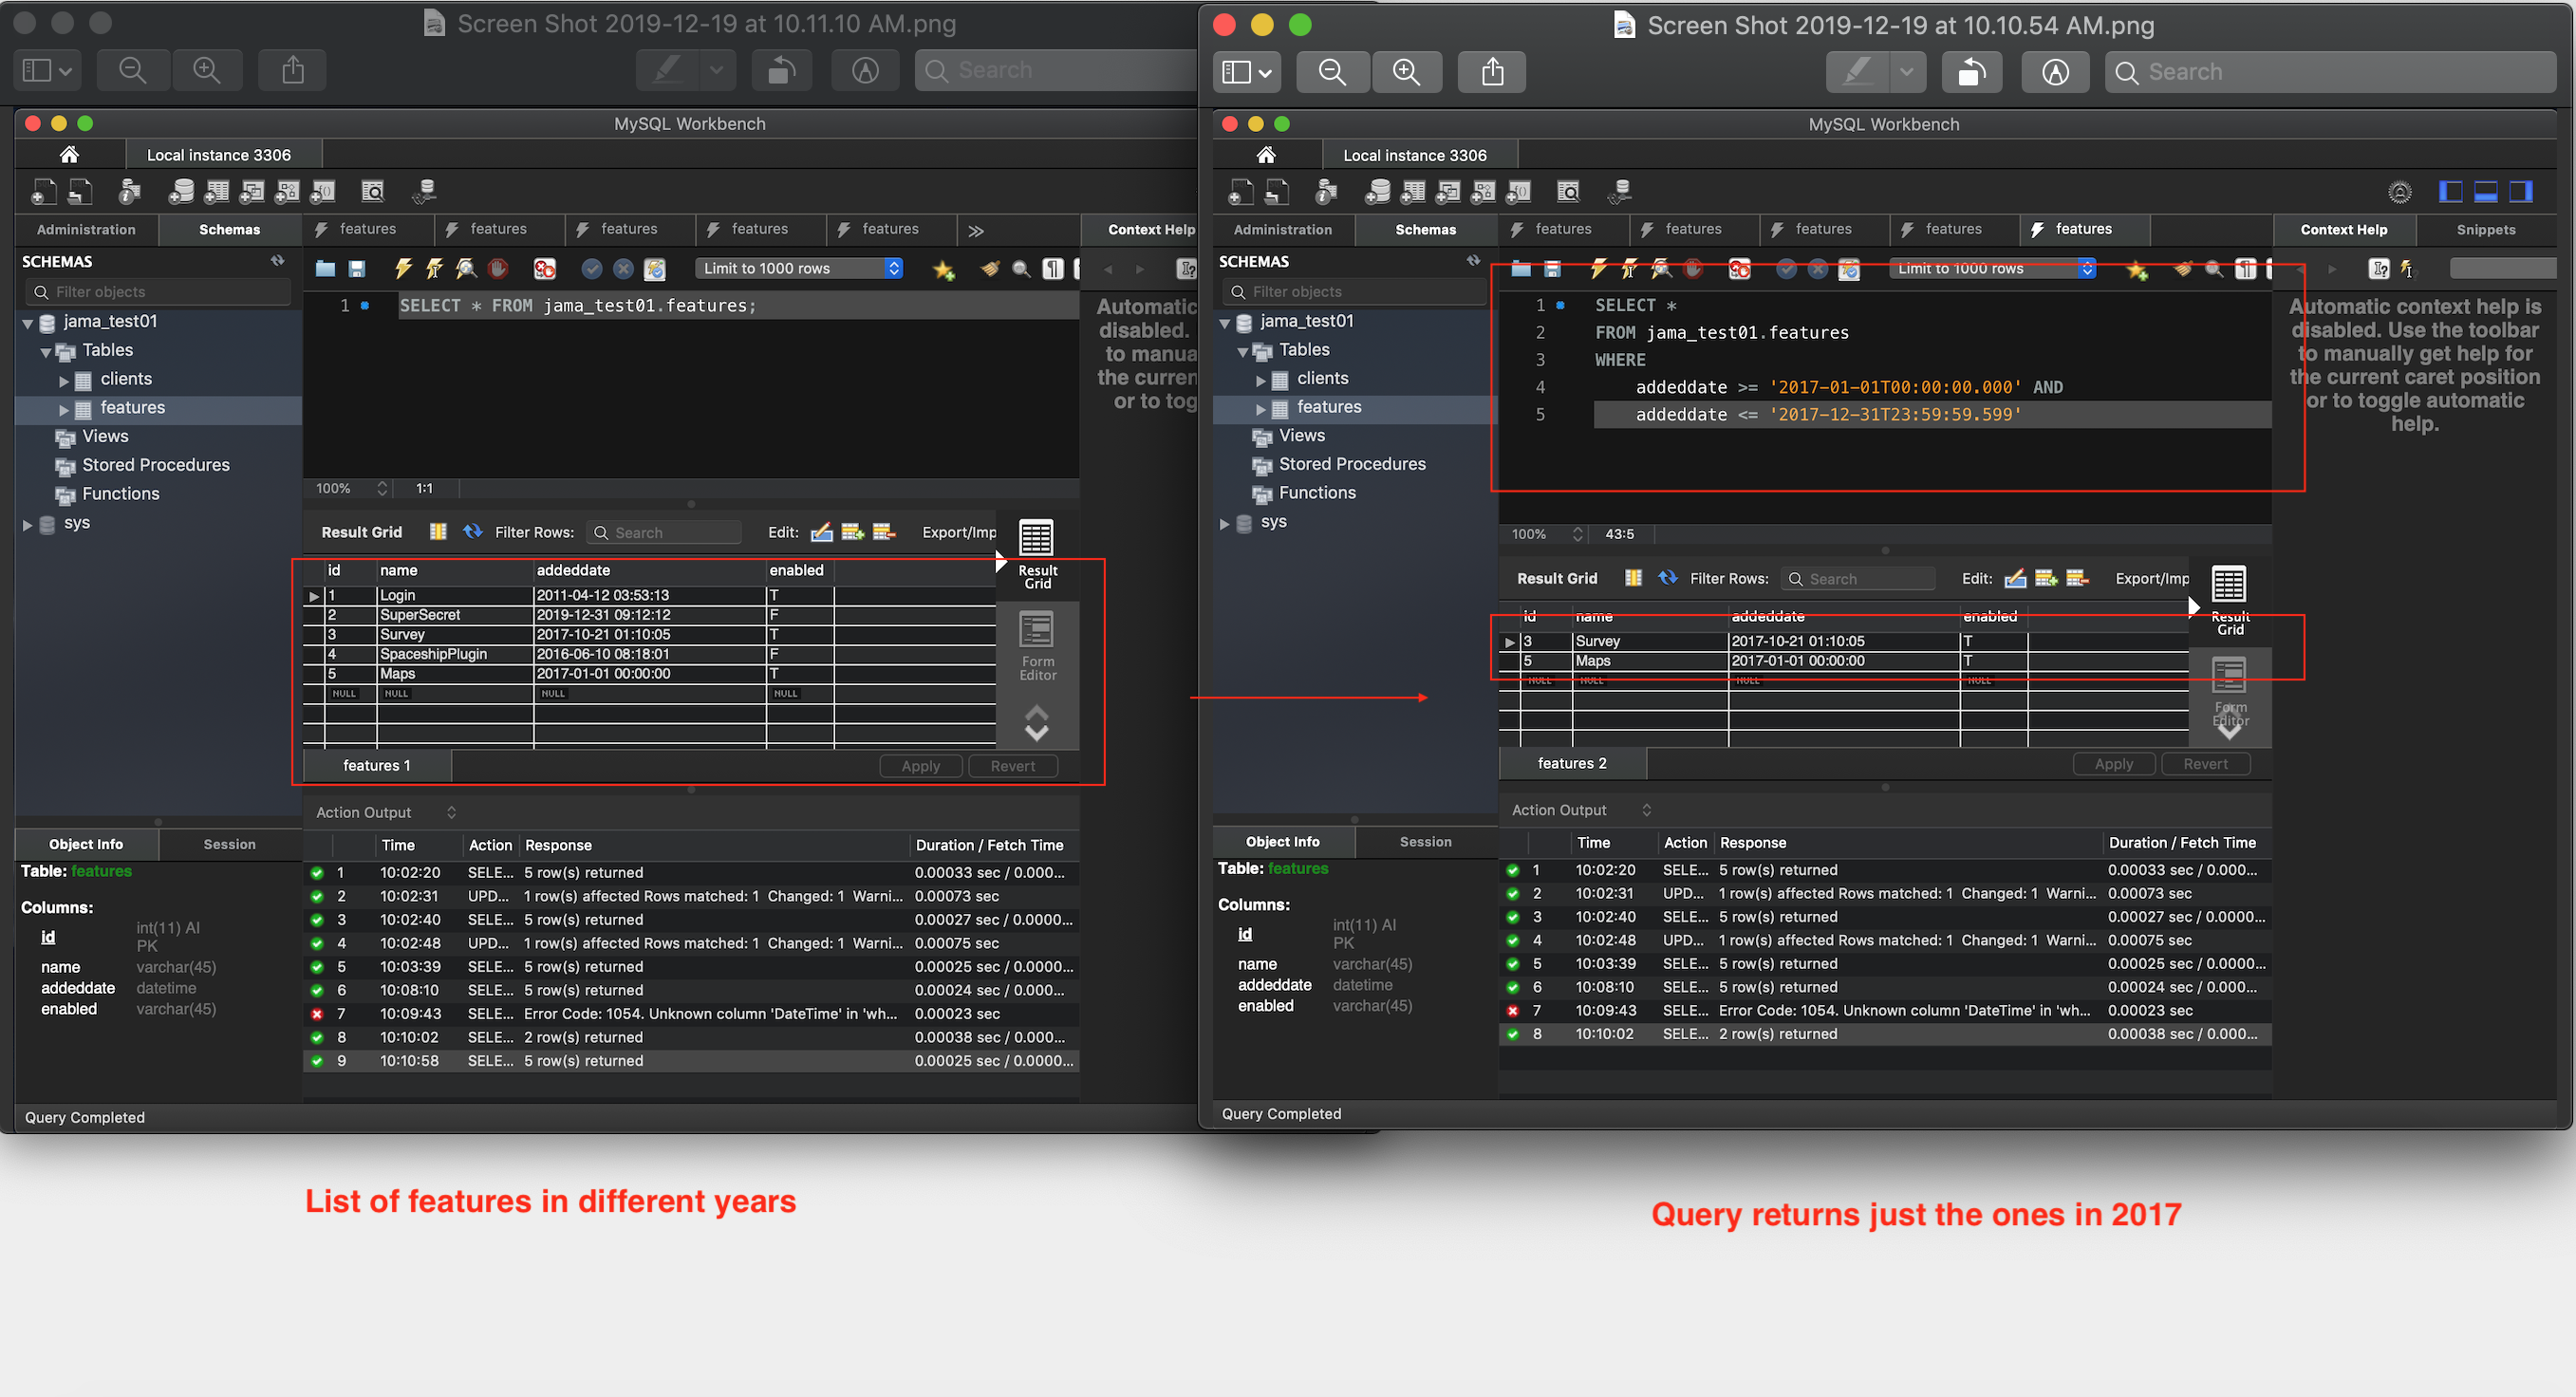 Screen Shot 2019-12-19 at 10.11.10 AM.png
Search
MySQL Workbench
Local instance 3306
Administration
Schemas
features
features
features
features
features
Context Help
SCHEMAS
Filter objects
Limit to 1000 rows
jama_test01
Tables
clients
features
Views
Stored Procedures
Functions
sys
1 SELECT * FROM jama_test01.features;
Automatic
disabled.
to manua
the curren
or to tog
100% 1:1
Result Grid Filter Rows: Search Edit: Export/Imp
Result
Grid
Form
Editor
id name addeddate enabled
1 Login 2011-04-12 03:53:13 T
2 SuperSecret 2019-12-31 09:12:12 F
3 Survey 2017-10-21 01:10:05 T
4 SpaceshipPlugin 2016-06-10 08:18:01 F
5 Maps 2017-01-01 00:00:00 T
NULL NULL NULL NULL
features 1 Apply Revert
Action Output
Time Action Response Duration / Fetch Time
1 10:02:20 SELE... 5 row(s) returned 0.00033 sec / 0.000...
2 10:02:31 UPD... 1 row(s) affected Rows matched: 1 Changed: 1 Warni... 0.00073 sec
3 10:02:40 SELE... 5 row(s) returned 0.00027 sec / 0.0000...
4 10:02:48 UPD... 1 row(s) affected Rows matched: 1 Changed: 1 Warni... 0.00075 sec
5 10:03:39 SELE... 5 row(s) returned 0.00025 sec / 0.0000...
6 10:08:10 SELE... 5 row(s) returned 0.00024 sec / 0.000...
7 10:09:43 SELE... Error Code: 1054. Unknown column 'DateTime' in 'wh... 0.00023 sec
8 10:10:02 SELE... 2 row(s) returned 0.00038 sec / 0.000...
9 10:10:58 SELE... 5 row(s) returned 0.00025 sec / 0.0000...
Object Info Session
Table: features
Columns:
id int(11) AI
PK
name varchar(45)
addeddate datetime
enabled varchar(45)
Query Completed
List of features in different years
Screen Shot 2019-12-19 at 10.10.54 AM.png
Search
MySQL Workbench
Local instance 3306
Administration
Schemas
features
features
features
features
features
Context Help
Snippets
SCHEMAS
Filter objects
Limit to 1000 rows
jama_test01
Tables
clients
features
Views
Stored Procedures
Functions
sys
1 SELECT *
2 FROM jama_test01.features
3 WHERE
4 addeddate >= '2017-01-01T00:00:00.000' AND
5 addeddate <= '2017-12-31T23:59:59.599'
Automatic context help is
disabled. Use the toolbar
to manually get help for
the current caret position
or to toggle automatic
help.
100% 43:5
Result Grid Filter Rows: Search Edit: Export/Imp
Result
Grid
Form
Editor
id name addeddate enabled
3 Survey 2017-10-21 01:10:05 T
5 Maps 2017-01-01 00:00:00 T
NULL NULL NULL NULL
features 2 Apply Revert
Action Output
Time Action Response Duration / Fetch Time
1 10:02:20 SELE... 5 row(s) returned 0.00033 sec / 0.000...
2 10:02:31 UPD... 1 row(s) affected Rows matched: 1 Changed: 1 Warni... 0.00073 sec
3 10:02:40 SELE... 5 row(s) returned 0.00027 sec / 0.0000...
4 10:02:48 UPD... 1 row(s) affected Rows matched: 1 Changed: 1 Warni... 0.00075 sec
5 10:03:39 SELE... 5 row(s) returned 0.00025 sec / 0.0000...
6 10:08:10 SELE... 5 row(s) returned 0.00024 sec / 0.000...
7 10:09:43 SELE... Error Code: 1054. Unknown column 'DateTime' in 'wh... 0.00023 sec
8 10:10:02 SELE... 2 row(s) returned 0.00038 sec / 0.000...
Object Info Session
Table: features
Columns:
id int(11) AI
PK
name varchar(45)
addeddate datetime
enabled varchar(45)
Query Completed
Query returns just the ones in 2017